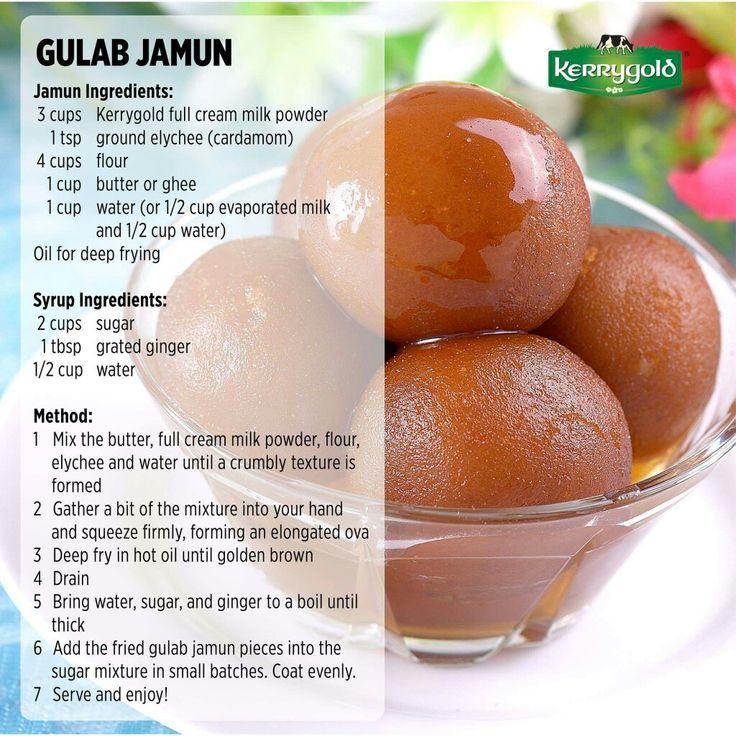 GULAB JAMUN
Kerrygold
Jamun Ingredients:
3 cups Kerrygold full cream milk powder
1 tsp ground elychee (cardamom)
4 cups flour
1 cup butter or ghee
1 cup water (or 1/2 cup evaporated milk
and 1/2 cup water)
Oil for deep frying
Syrup Ingredients:
2 cups sugar
1 tbsp grated ginger
1/2 cup water
Method:
1 Mix the butter, full cream milk powder, flour,
elychee and water until a crumbly texture is
formed
2 Gather a bit of the mixture into your hand
and squeeze firmly, forming an elongated ova
3 Deep fry in hot oil until golden brown
4 Drain
5 Bring water, sugar, and ginger to a boil until
thick
6 Add the fried gulab jamun pieces into the
sugar mixture in small batches. Coat evenly.
7 Serve and enjoy!